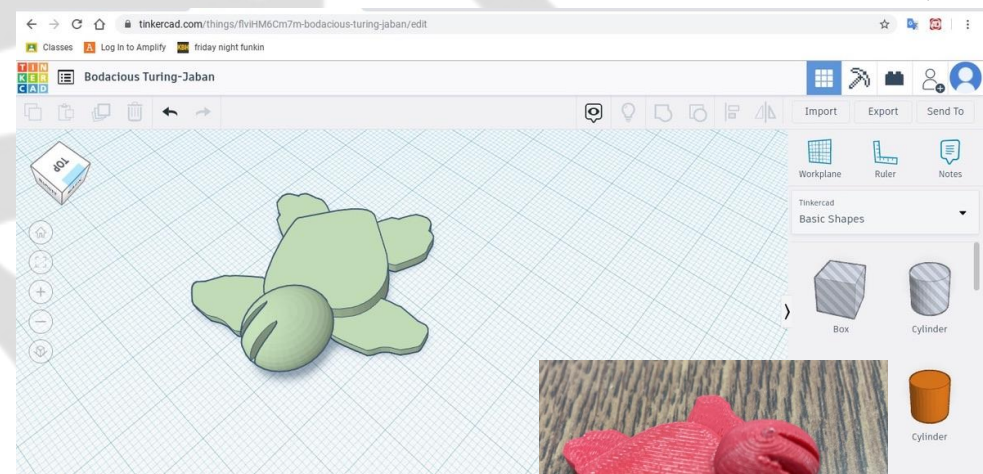 tinkercad.com/things/flviHM6Cm7m-bodacious-turing-jaban/edit
Classes
A Log In to Amplify
KBH friday night funkin
TIN
KER
CAD
Bodacious Turing-Jaban
Import
Export
Send To
TOP
Workplane
Ruler
Notes
Tinkercad
Basic Shapes
Box
Cylinder
Cylinder